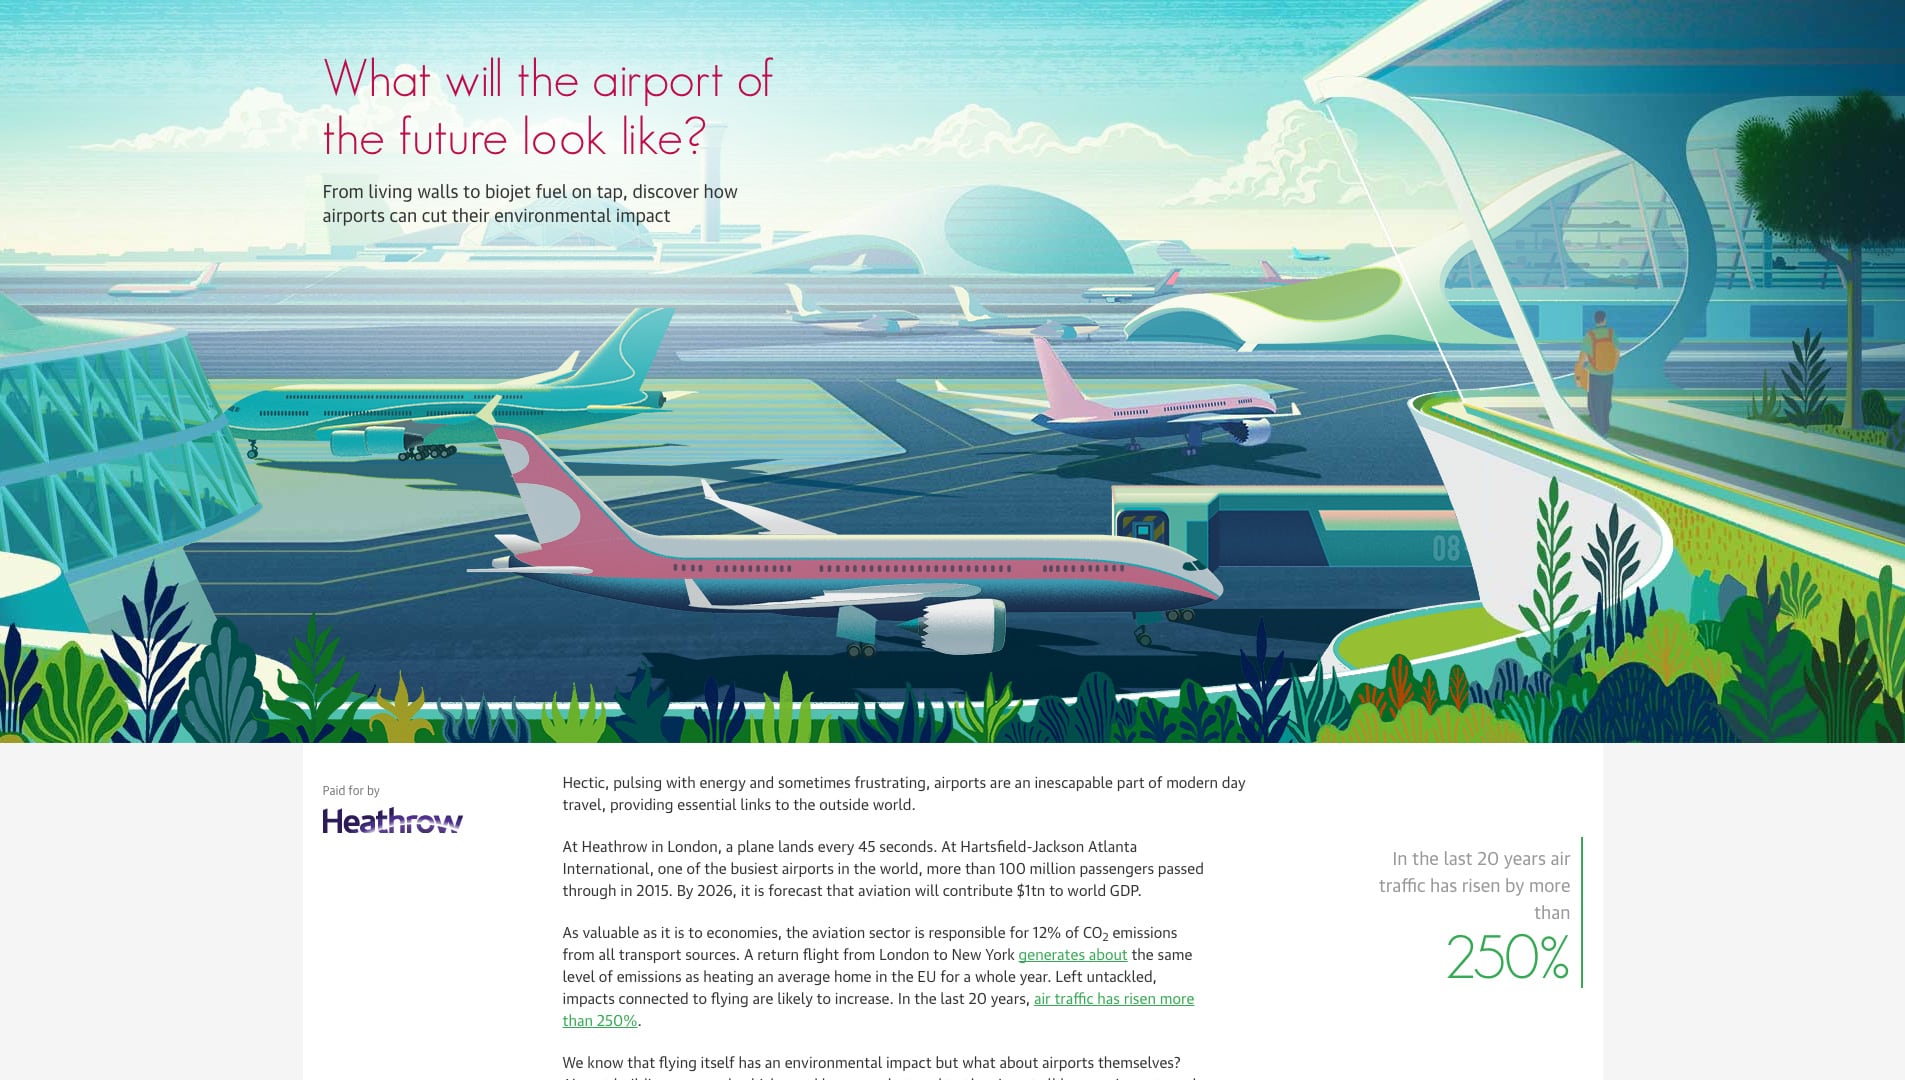 What will the airport of
the future look like?
From living walls to biojet fuel on tap, discover how
airports can cut their environmental impact
08
Paid for by
Heathrow
Hectic, pulsing with energy and sometimes frustrating, airports are an inescapable part of modern day
travel, providing essential links to the outside world.
At Heathrow in London, a plane lands every 45 seconds. At Hartsfield-Jackson Atlanta
International, one of the busiest airports in the world, more than 100 million passengers passed
through in 2015. By 2026, it is forecast that aviation will contribute $1tn to world GDP.
In the last 20 years air
traffic has risen by more
than
250%
As valuable as it is to economies, the aviation sector is responsible for 12% of CO₂ emissions
from all transport sources. A return flight from London to New York generates about the same
level of emissions as heating an average home in the EU for a whole year. Left untackled,
impacts connected to flying are likely to increase. In the last 20 years, air traffic has risen more
than 250%.
We know that flying itself has an environmental impact but what about airports themselves?